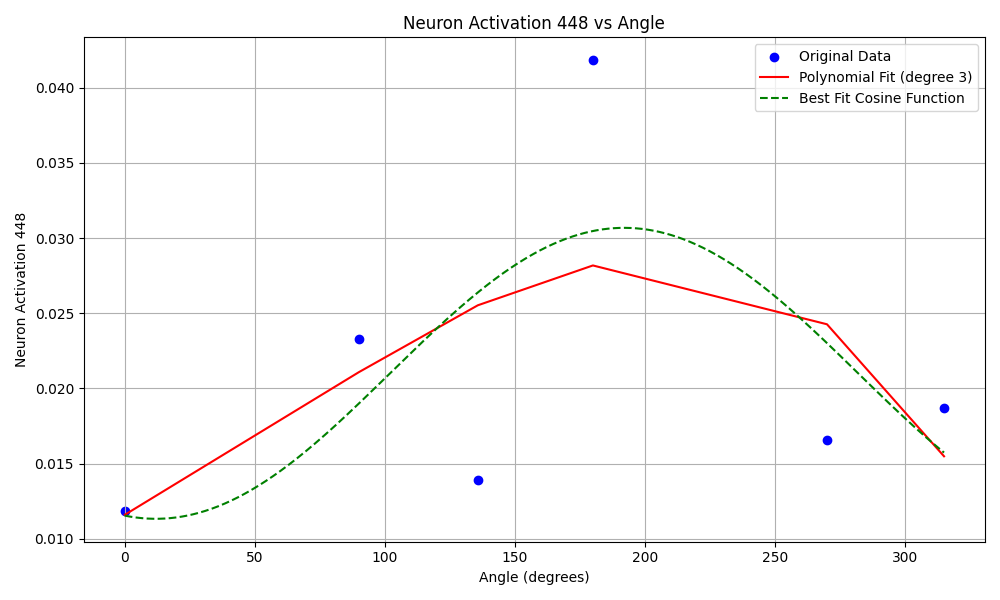 Neuron Activation 448 vs Angle
Original Data
Polynomial Fit (degree 3)
Best Fit Cosine Function
Neuron Activation 448
0.040
0.035
0.030
0.025
0.020
0.015
0.010
0
50
100
150
200
250
300
Angle (degrees)